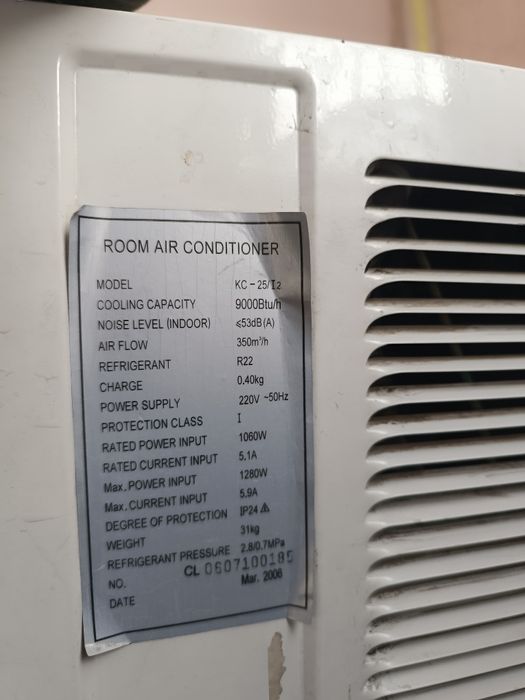 ROOM AIR CONDITIONER
MODEL KC-25/I2
COOLING CAPACITY 9000Btu/h
NOISE LEVEL (INDOOR) ≤53dB(A)
AIR FLOW 350m³/h
REFRIGERANT R22
CHARGE 0.40kg
POWER SUPPLY 220V ~50Hz
PROTECTION CLASS I
RATED POWER INPUT 1060W
RATED CURRENT INPUT 5.1A
Max. POWER INPUT 1280W
Max. CURRENT INPUT 5.9A
DEGREE OF PROTECTION IP24
WEIGHT 31kg
REFRIGERANT PRESSURE 2.8/0.7MPa
NO. CL 0607100185
DATE Mar. 2006